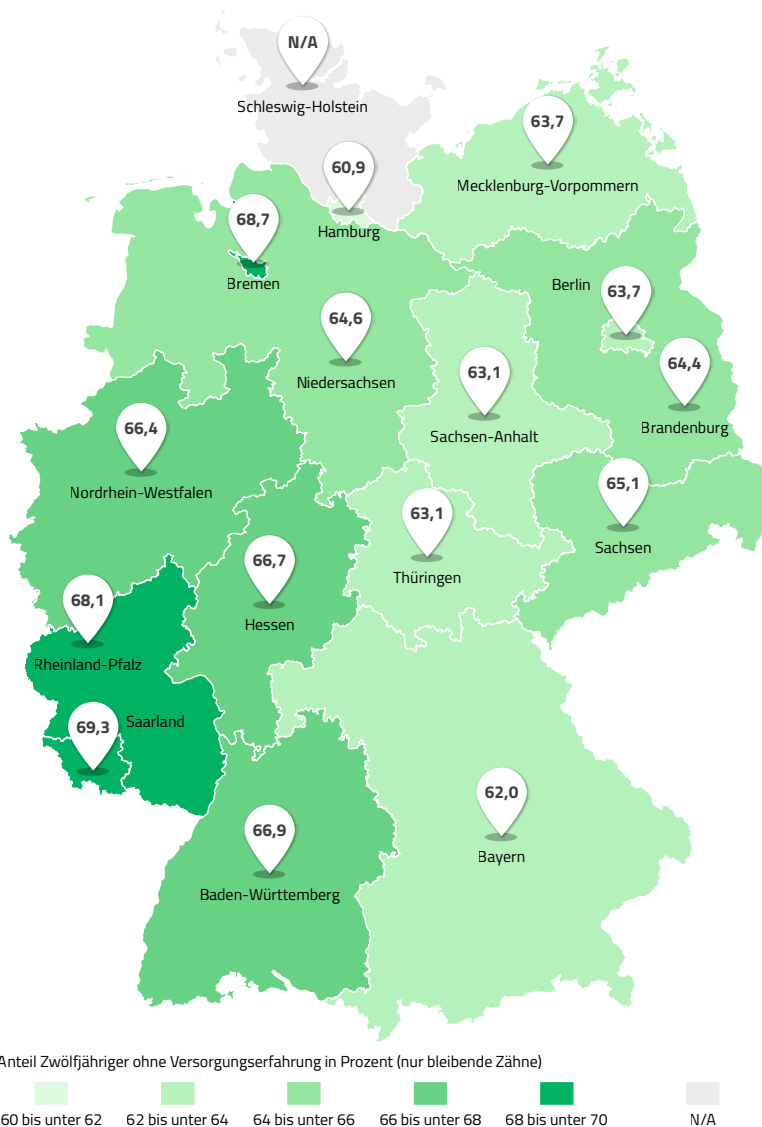 N/A
Schleswig-Holstein
63,7
Mecklenburg-Vorpommern
60,9
Hamburg
68,7
Bremen
Berlin
63,7
64,6
Niedersachsen
64,4
Brandenburg
63,1
Sachsen-Anhalt
66,4
Nordrhein-Westfalen
65,1
Sachsen
63,1
Thüringen
66,7
Hessen
68,1
Rheinland-Pfalz
Saarland
69,3
62,0
Bayern
66,9
Baden-Württemberg
Anteil Zwölfjähriger ohne Versorgungserfahrung in Prozent (nur bleibende Zähne)
60 bis unter 62 62 bis unter 64 64 bis unter 66 66 bis unter 68 68 bis unter 70 N/A